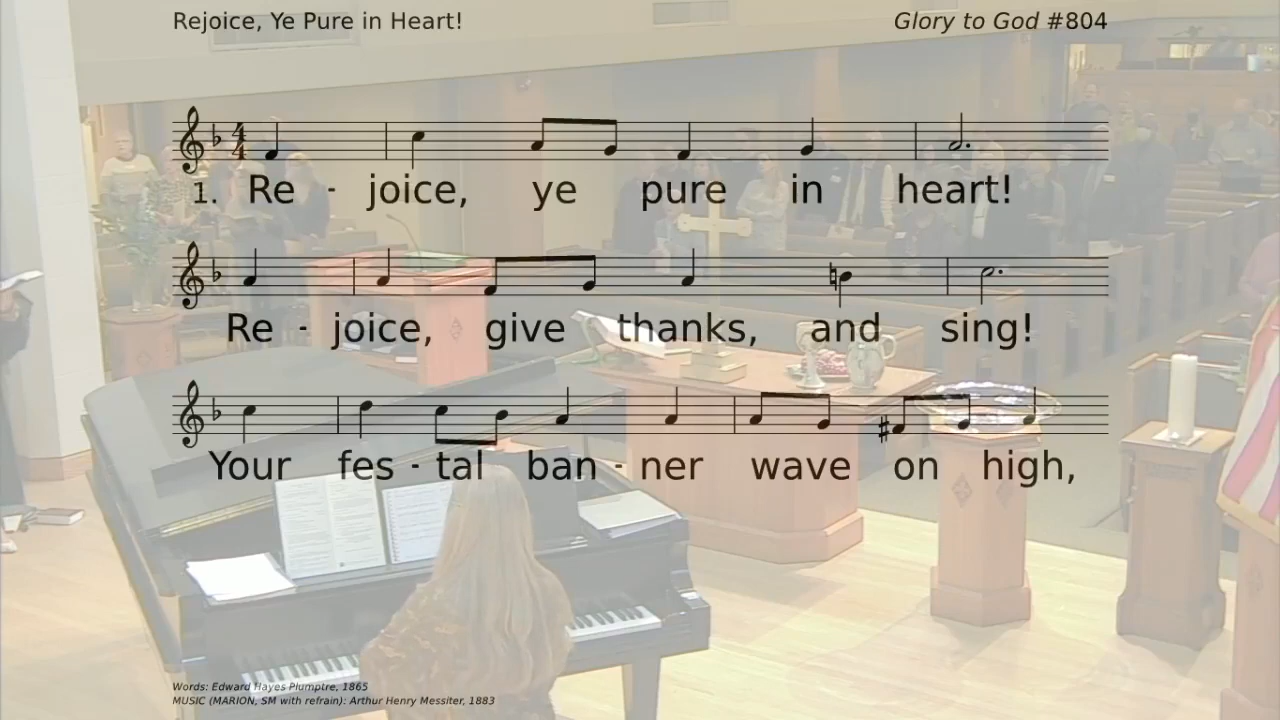 Rejoice, Ye Pure in Heart!
Glory to God #804
1. Re - joice, ye pure in heart!
Re - joice, give thanks, and sing!
Your fes - tal ban - ner wave on high,
Words: Edward Hayes Plumptre, 1865
MUSIC (MARION, SM with refrain): Arthur Henry Messiter, 1883